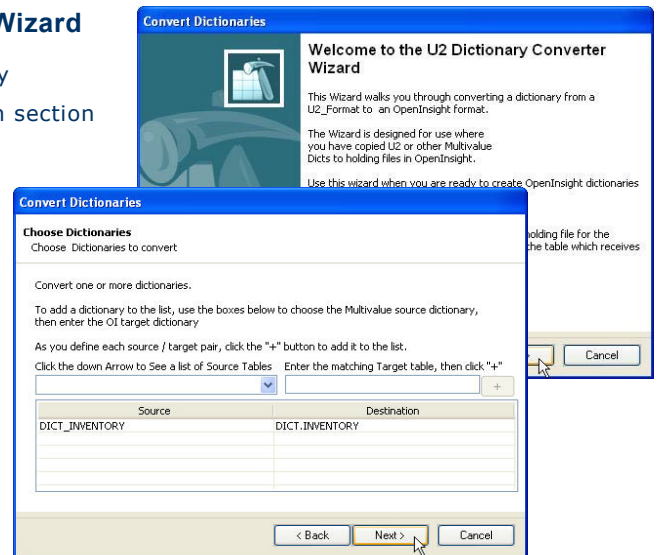 Wizard
section
Convert Dictionaries
Welcome to the U2 Dictionary Converter
Wizard
This Wizard walks you through converting a dictionary from a
U2_Format to an OpenInsight format.
The Wizard is designed for use where
you have copied U2 or other Multivalue
Dicts to holding files in OpenInsight.
Use this wizard when you are ready to create OpenInsight dictionaries
holding file for the
the table which receives
Cancel
Convert Dictionaries
Choose Dictionaries
Choose Dictionaries to convert
Convert one or more dictionaries.
To add a dictionary to the list, use the boxes below to choose the Multivalue source dictionary,
then enter the OI target dictionary
As you define each source / target pair, click the "+" button to add it to the list.
Click the down Arrow to See a list of Source Tables Enter the matching Target table, then click "+"
+
Source Destination
DICT_INVENTORY DICT.INVENTORY
< Back Next > Cancel